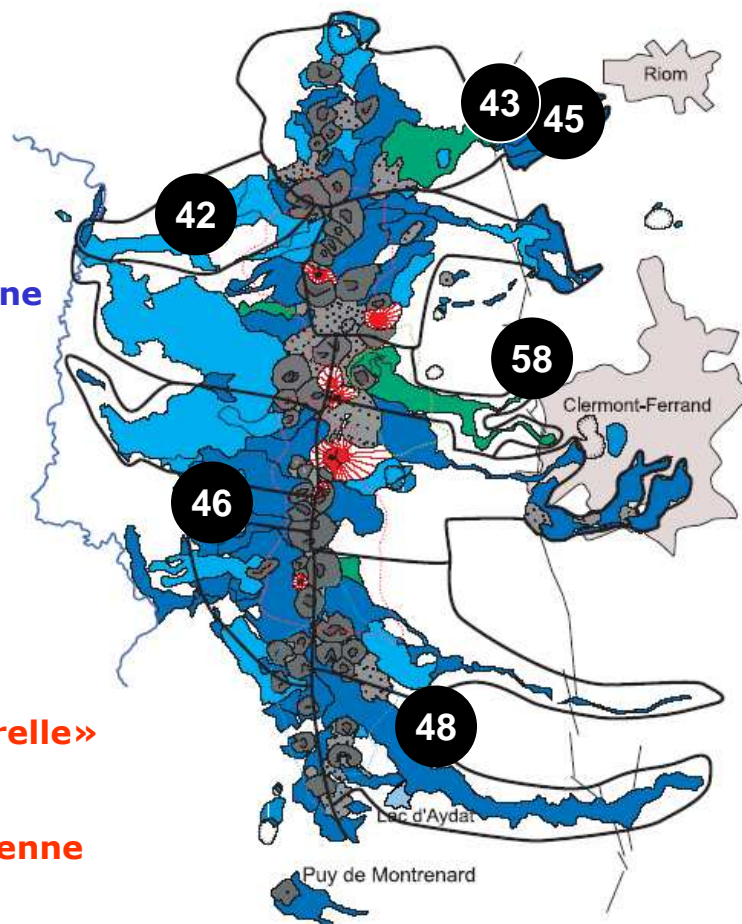 Riom
43
45
42
ne
58
Clermont-Ferrand
46
relle»
48
Lac d'Aydat
enne
Puy de Montrenard